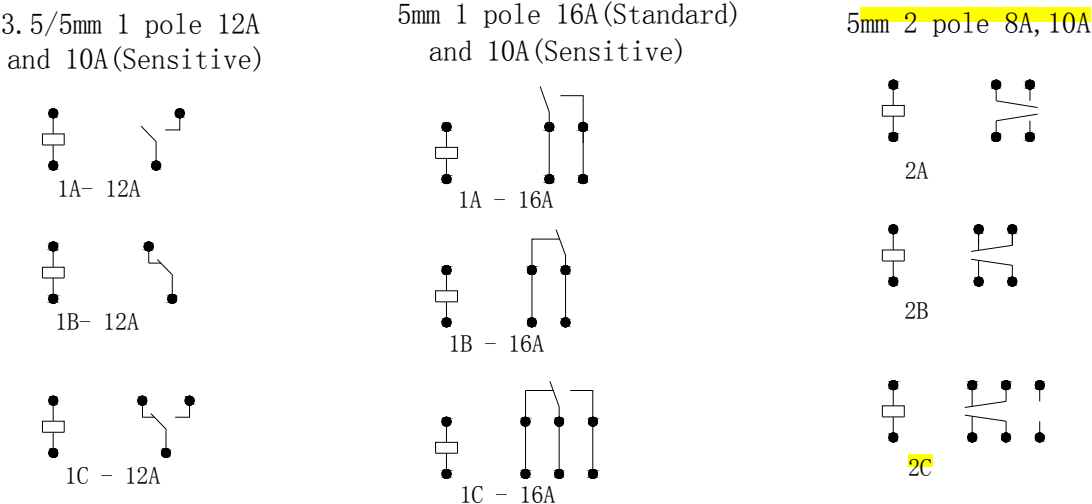 3.5/5mm 1 pole 12A
and 10A(Sensitive)
1A- 12A
1B- 12A
1C - 12A
5mm 1 pole 16A(Standard)
and 10A(Sensitive)
1A - 16A
1B - 16A
1C - 16A
5mm 2 pole 8A,10A
2A
2B
2C